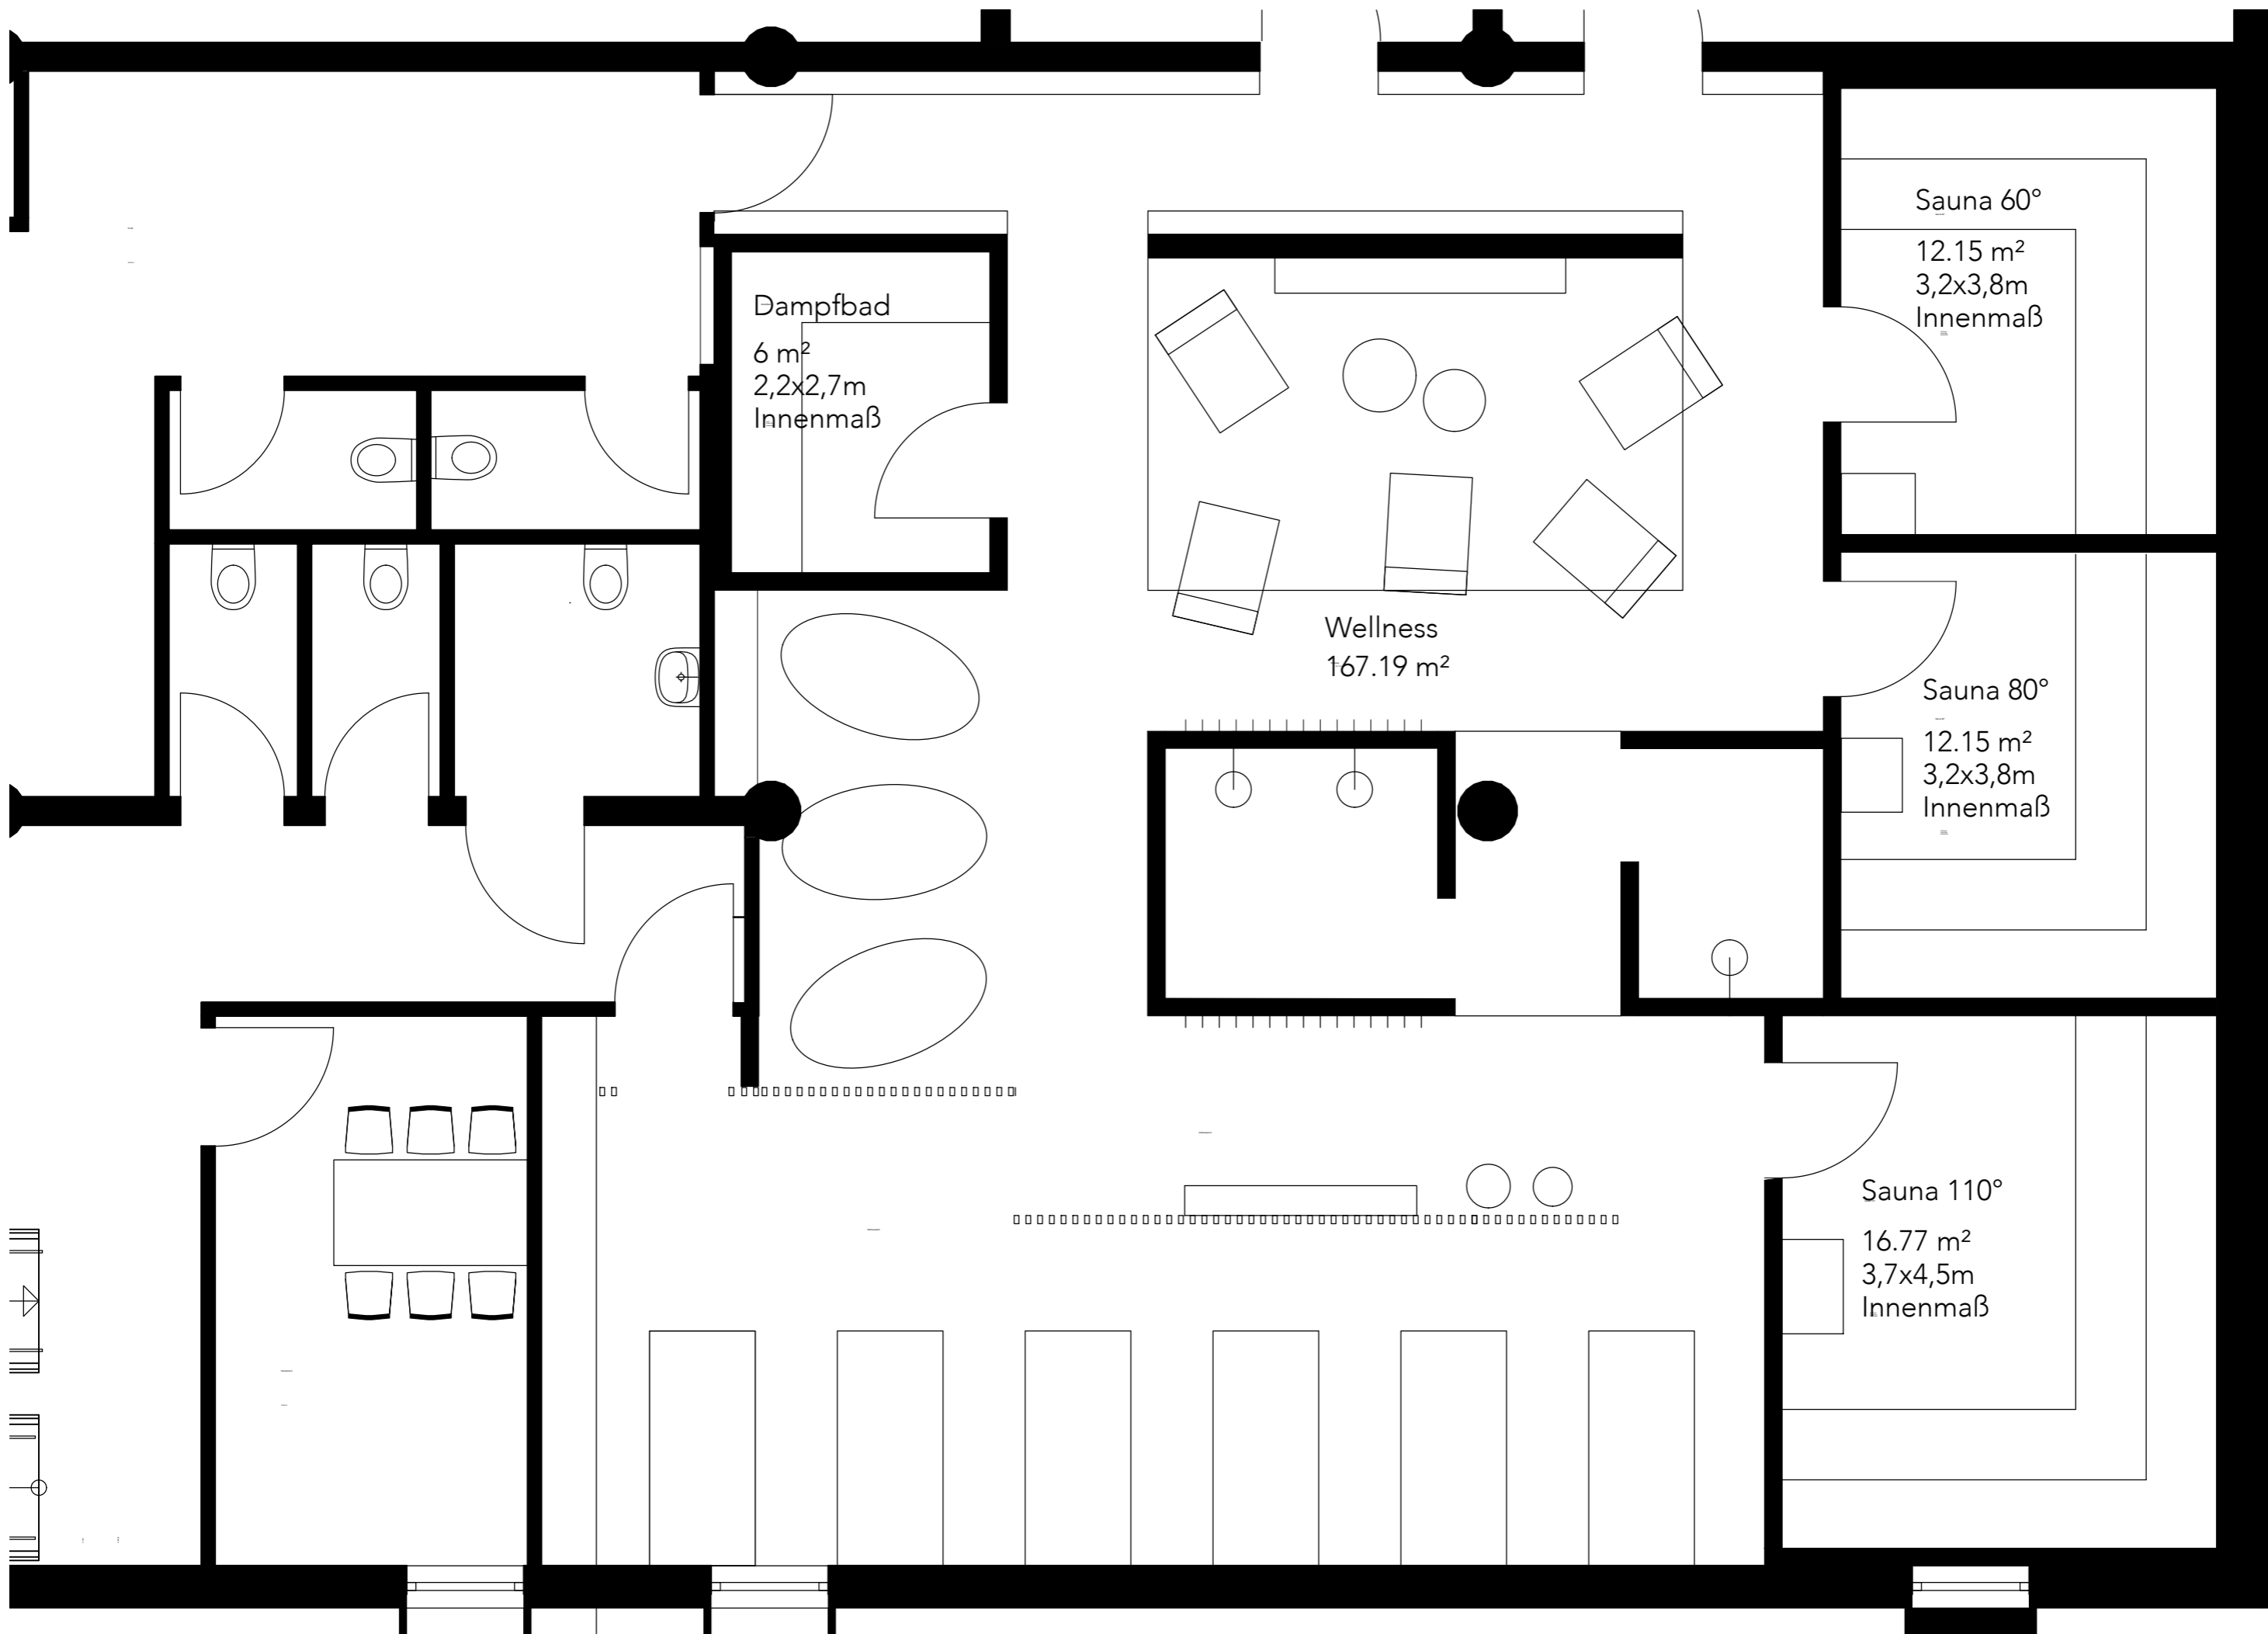 Sauna 60°
12.15 m²
3,2x3,8m
Innenmaß
Dampfbad
6 m²
2,2x2,7m
Innenmaß
Wellness
167.19 m²
Sauna 80°
12.15 m²
3,2x3,8m
Innenmaß
Sauna 110°
16.77 m²
3,7x4,5m
Innenmaß